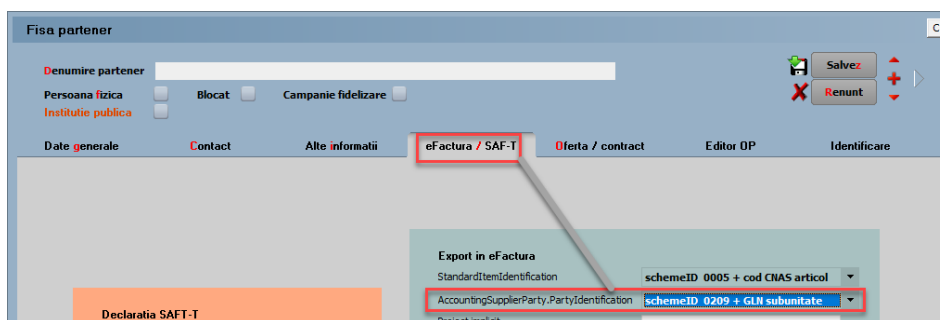 Fisa partener
C
Denumire partener
Salvez
Persoana fizica Blocat Campanie fidelizare Renunt
Institutie publica
Date generale Contact Alte informatii eFactura / SAF-T Oferta / contract Editor OP Identificare
Export in eFactura
StandardItemIdentification schemeID 0005 + cod CNAS articol
AccountingSupplierParty.PartyIdentification schemeID 0209 + GLN subunitate
Declaratia SAFT-T
Proiect implicit